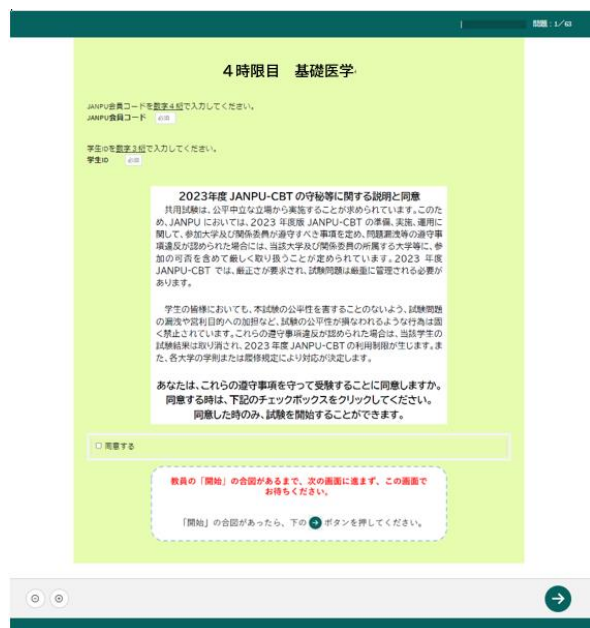 問題：1／60
4時限目　基礎医学
JANPU会員コードを数字4桁で入力してください。
JANPU会員コード　必須
学生IDを数字3桁で入力してください。
学生ID　必須
2023年度 JANPU-CBT の守秘等に関する説明と同意
共用試験は、公平中立な立場から実施することが求められています。このた
め、JANPU においては、2023 年度版 JANPU-CBT の準備、実施、運用に
関して、参加大学及び関係委員が遵守すべき事項を定め、問題漏洩等の遵守事
項違反が認められた場合には、当該大学及び関係委員の所属する大学等に、参
加の可否を含めて厳しく取り扱うことが定められています。2023 年度
JANPU-CBT では、厳正さが要求され、試験問題は厳重に管理される必要が
あります。
学生の皆様においても、本試験の公平性を害することのないよう、試験問題
の漏洩や営利目的への加担など、試験の公平性が損なわれるような行為は固
く禁止されています。これらの遵守事項違反が認められた場合は、当該学生の
試験結果は取り消され、2023 年度 JANPU-CBT の利用制限が生じます。ま
た、各大学の学則または履修規定により対応が決定します。
あなたは、これらの遵守事項を守って受験することに同意しますか。
同意する時は、下記のチェックボックスをクリックしてください。
同意した時のみ、試験を開始することができます。
同意する
教員の「開始」の合図があるまで、次の画面に進まず、この画面で
お待ちください。
「開始」の合図があったら、下の ボタンを押してください。